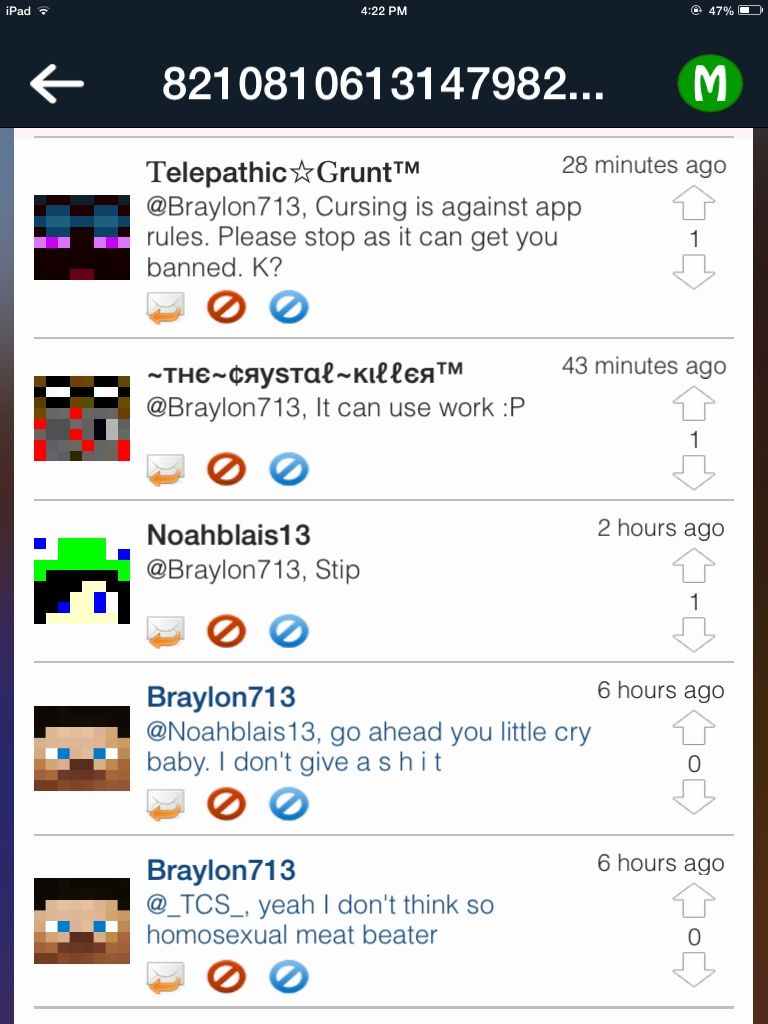 iPad 4:22 PM 47%
8210810613147982...
M
Telepathic☆Grunt™ 28 minutes ago
@Braylon713, Cursing is against app
rules. Please stop as it can get you
banned. K?
1
~тнє~¢яуѕтαℓ~кιℓℓєя™ 43 minutes ago
@Braylon713, It can use work :P
1
Noahblais13 2 hours ago
@Braylon713, Stip
1
Braylon713 6 hours ago
@Noahblais13, go ahead you little cry
baby. I don't give a s h i t
0
Braylon713 6 hours ago
@_TCS_, yeah I don't think so
homosexual meat beater
0